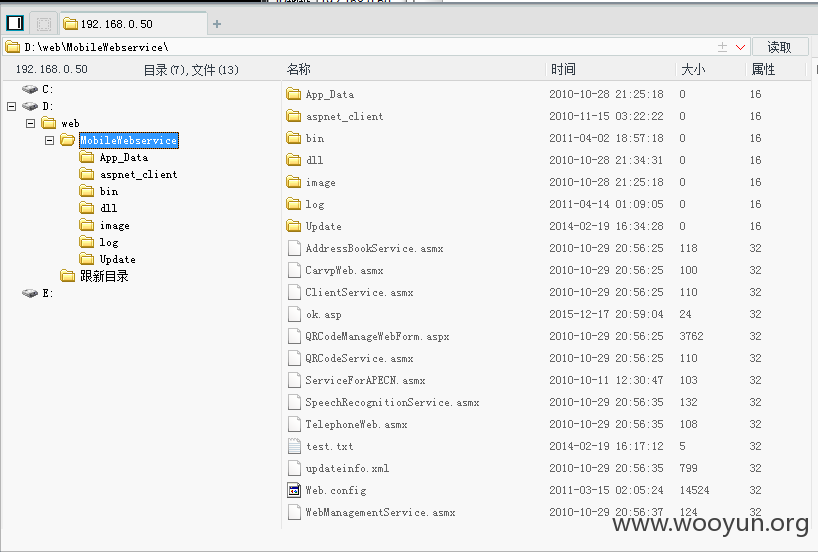 192.168.0.50
D:\web\MobileWebservice\
读取
192.168.0.50 目录(7),文件(13)
C:
D:
web
MobileWebservice
App_Data
aspnet_client
bin
dll
image
log
Update
跟新目录
E:
名称 时间 大小 属性
App_Data 2010-10-28 21:25:18 0 16
aspnet_client 2010-11-15 03:22:22 0 16
bin 2011-04-02 18:57:18 0 16
dll 2010-10-28 21:34:31 0 16
image 2010-10-28 21:25:18 0 16
log 2011-04-14 01:09:05 0 16
Update 2014-02-19 16:34:28 0 16
AddressBookService.asmx 2010-10-29 20:56:25 118 32
CarvpWeb.asmx 2010-10-29 20:56:25 100 32
ClientService.asmx 2010-10-29 20:56:25 110 32
ok.asp 2015-12-17 20:59:04 24 32
QRCodeManageWebForm.aspx 2010-10-29 20:56:25 3762 32
QRCodeService.asmx 2010-10-29 20:56:25 110 32
ServiceForAPECN.asmx 2010-10-11 12:30:47 103 32
SpeechRecognitionService.asmx 2010-10-29 20:56:35 132 32
TelephoneWeb.asmx 2010-10-29 20:56:35 108 32
test.txt 2014-02-19 16:17:12 5 32
updateinfo.xml 2010-10-29 20:56:35 799 32
Web.config 2011-03-15 02:05:24 14524 32
WebManagementService.asmx 2010-10-29 20:56:37 124 32
www.wooyun.org